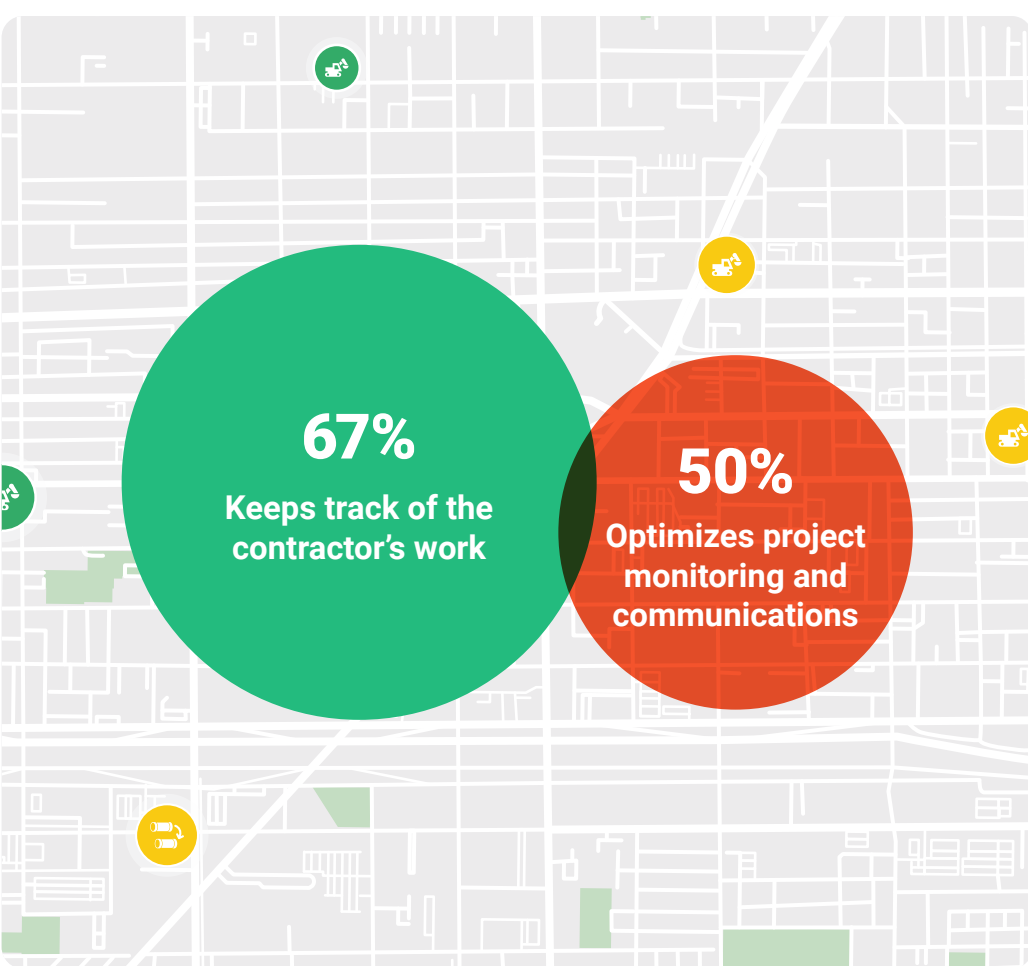 67%
Keeps track of the
contractor’s work
50%
Optimizes project
monitoring and
communications